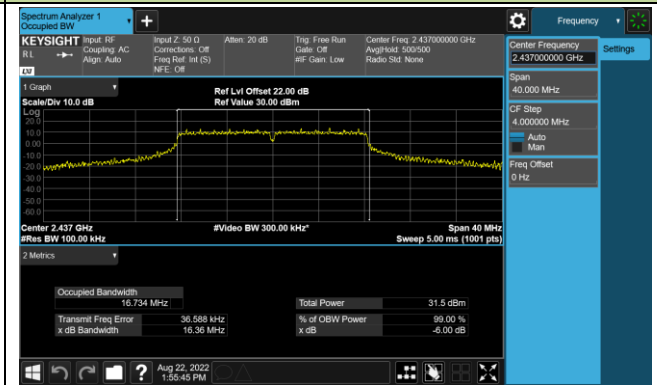 Spectrum Analyzer 1
Occupied BW
Frequency
KEYSIGHT
RL
LXI
Input: RF
Coupling: AC
Align: Auto
Input Z: 50 Ω
Corrections: Off
Freq Ref: Int (S)
NFE: Off
Atten: 20 dB
Trig: Free Run
Gate: Off
#IF Gain: Low
Center Freq: 2.437000000 GHz
Avg|Hold: 500/500
Radio Std: None
Center Frequency
2.437000000 GHz
Settings
Span
40.000 MHz
CF Step
4.000000 MHz
Auto
Man
Freq Offset
0 Hz
1 Graph
Scale/Div 10.0 dB
Ref Lvl Offset 22.00 dB
Ref Value 30.00 dBm
Log
20.0
10.0
0.00
-10.0
-20.0
-30.0
-40.0
-50.0
-60.0
Center 2.437 GHz
#Video BW 300.00 kHz*
Span 40 MHz
#Res BW 100.00 kHz
Sweep 5.00 ms (1001 pts)
2 Metrics
Occupied Bandwidth
16.734 MHz
Total Power 31.5 dBm
Transmit Freq Error 36.588 kHz
% of OBW Power 99.00 %
x dB Bandwidth 16.36 MHz
x dB -6.00 dB
Aug 22, 2022
1:55:45 PM